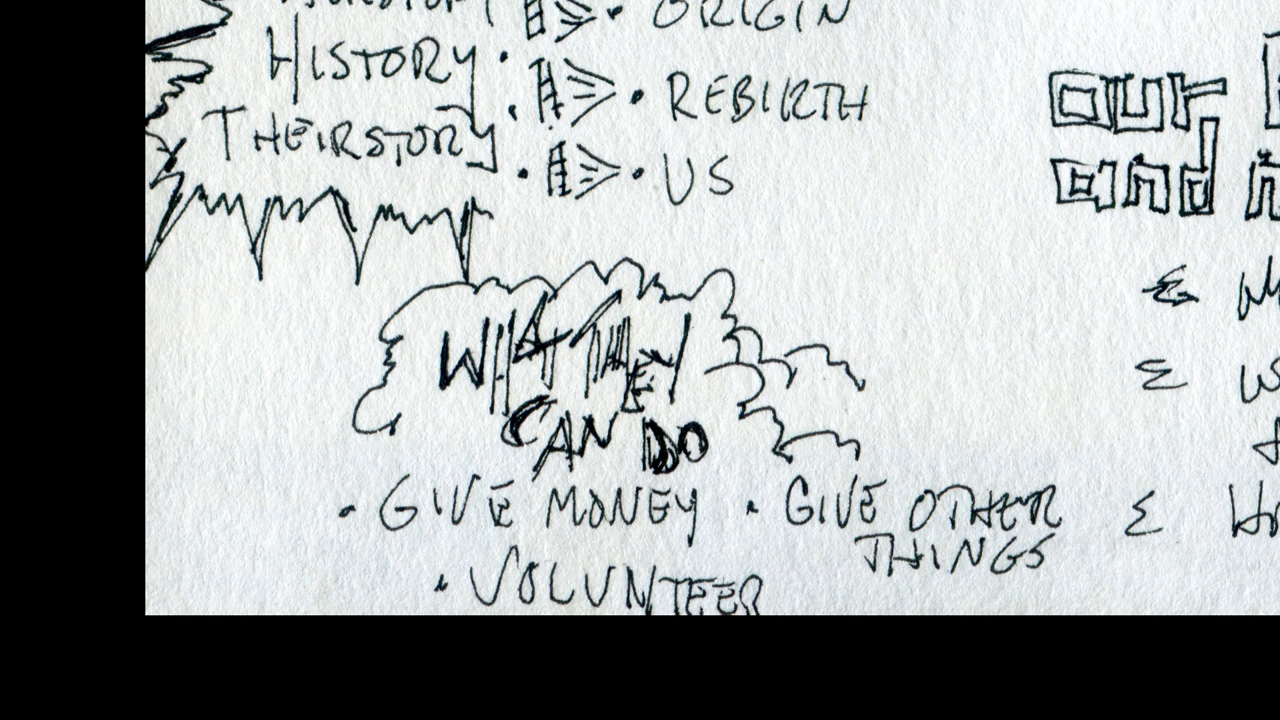 ORIGIN
HISTORY
REBIRTH
THEIRSTORY
US
our
and
WHAT THEY
CAN DO
• GIVE MONEY • GIVE OTHER
THINGS
• VOLUNTEER